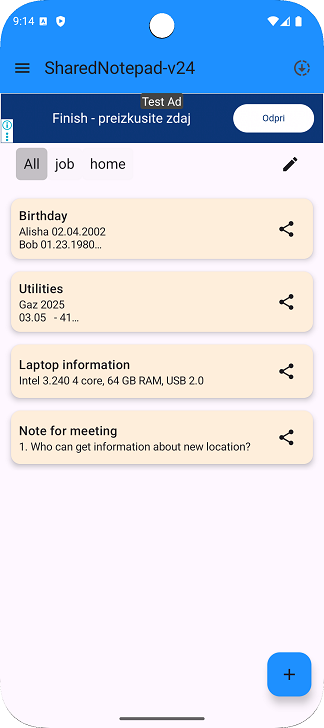 9:14
SharedNotepad-v24
Test Ad
Finish - preizkusite zdaj
Odpri
All job home
Birthday
Alisha 02.04.2002
Bob 01.23.1980...
Utilities
Gaz 2025
03.05 - 41...
Laptop information
Intel 3.240 4 core, 64 GB RAM, USB 2.0
Note for meeting
1. Who can get information about new location?